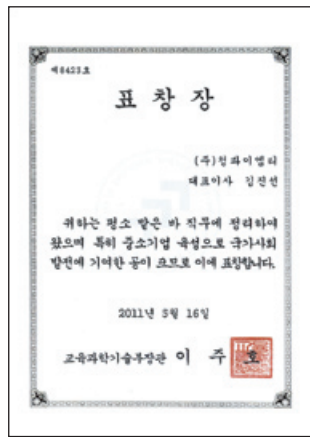 제8423호
표 창 장
(주)청파이엠티
대표이사 김진선
귀하는 평소 맡은 바 직무에 정려하여
왔으며 특히 중소기업 육성으로 국가사회
발전에 기여한 공이 크므로 이에 표창합니다.
2011년 5월 16일
교육과학기술부장관 이 주 호